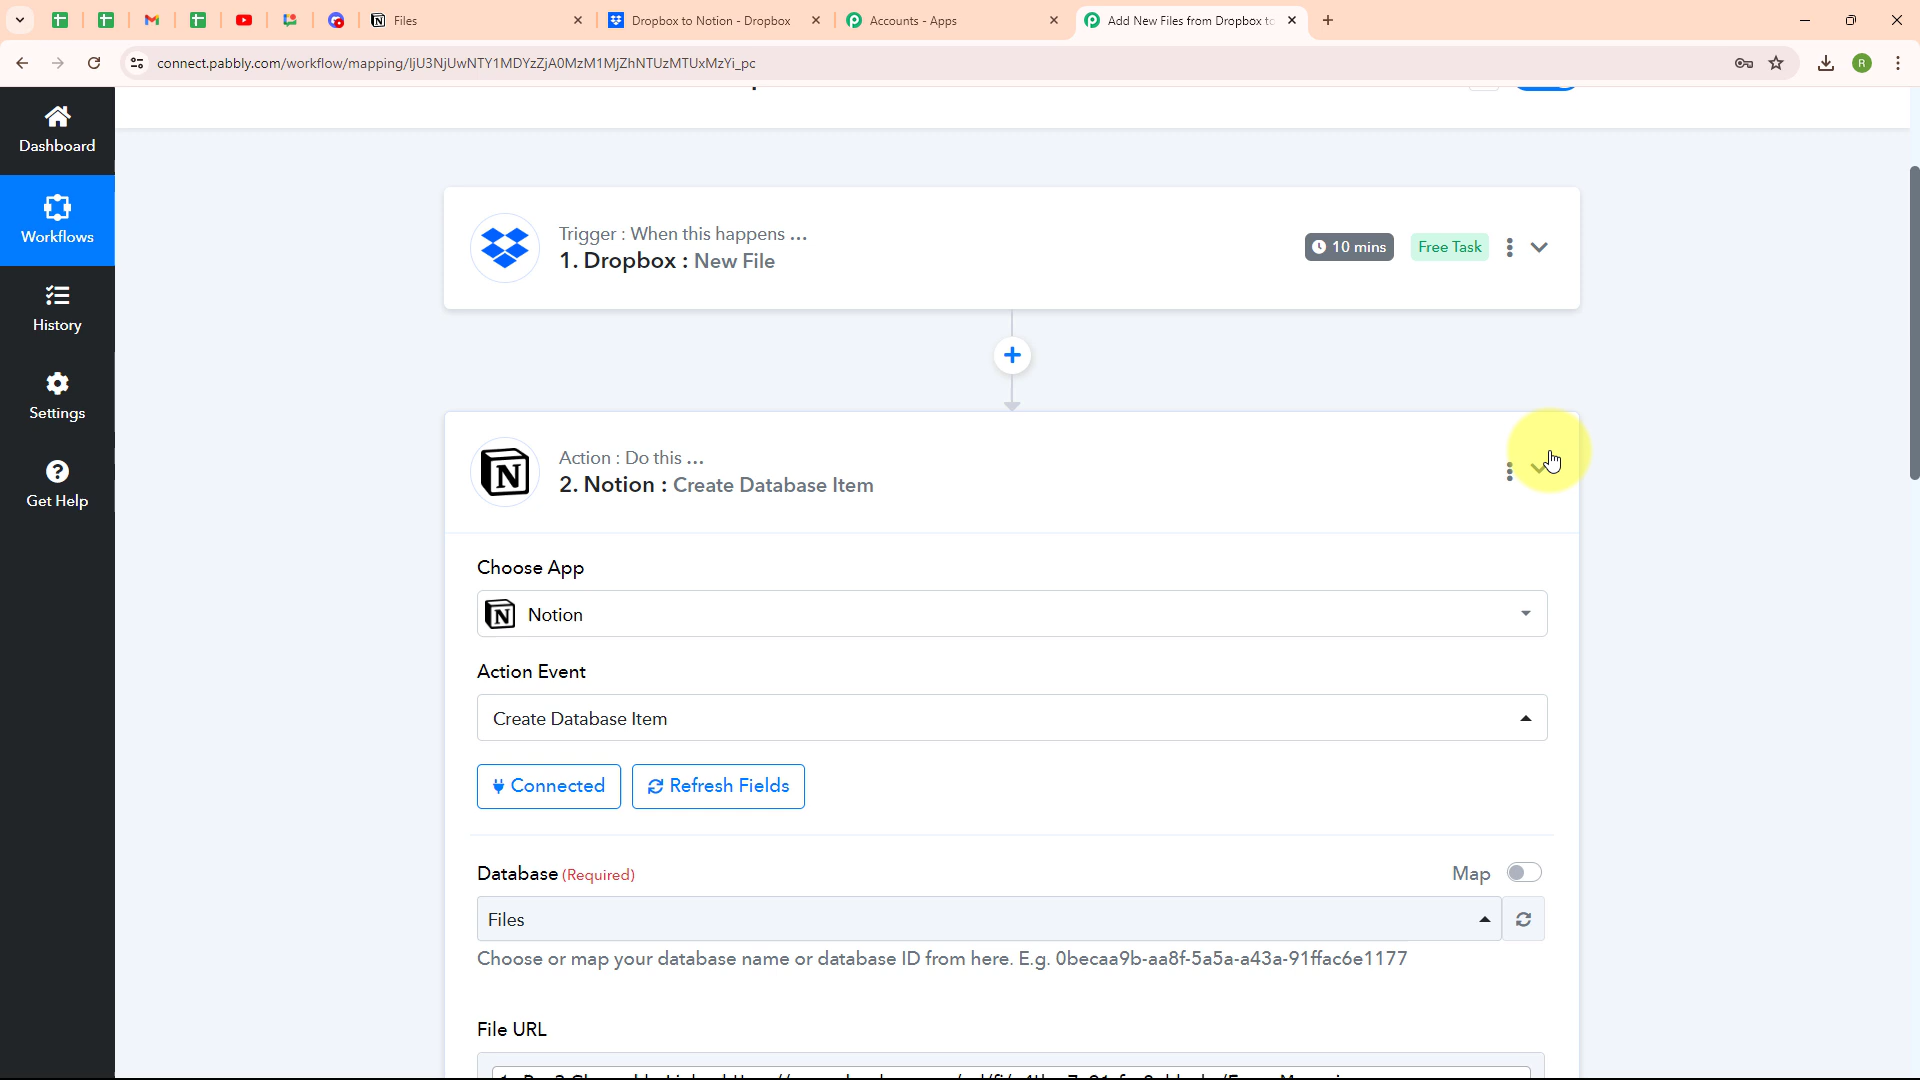 Files
Dropbox to Notion - Dropbox
Accounts - Apps
Add New Files from Dropbox to
connect.pabbly.com/workflow/mapping/IjU3NjUwNTY1MDYzZjA0MzM1MjZhNTUzMTUxMzYi_pc
R
Dashboard
Workflows
History
Settings
Get Help
Trigger : When this happens ...
1. Dropbox : New File
10 mins
Free Task
Action : Do this ...
2. Notion : Create Database Item
Choose App
Notion
Action Event
Create Database Item
Connected
Refresh Fields
Database (Required)
Map
Files
Choose or map your database name or database ID from here. E.g. 0becaa9b-aa8f-5a5a-a43a-91ffac6e1177
File URL